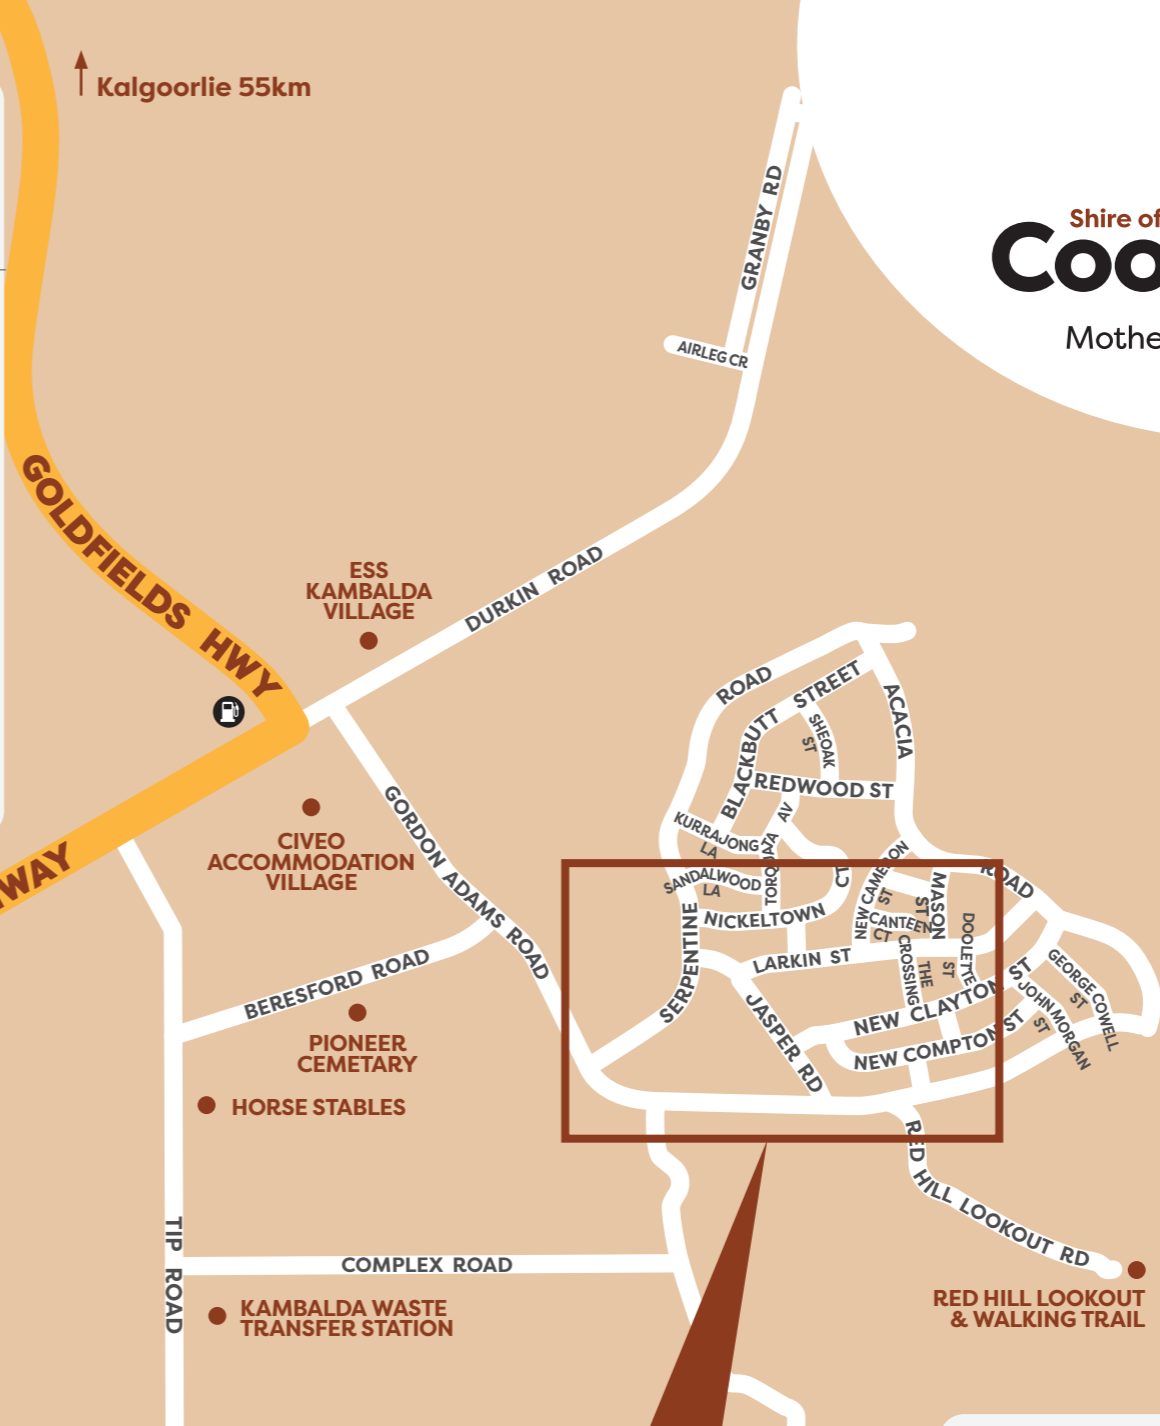 Kalgoorlie 55km
Shire of
Coo
Mothe
GRANBY RD
AIRLEG CR
GOLDFIELDS HWY
ESS
KAMBALDA
VILLAGE
DURKIN ROAD
ROAD
BLACKBUTT STREET
ACACIA
SHEOAK
ST
REDWOOD ST
GORDON ADAMS ROAD
CIVEO
ACCOMMODATION
VILLAGE
WAY
KURRAJONG
LA
TORQUATA AV
SANDALWOOD
LA
CT
NEW CAMERON
ST
MASON
ST
ROAD
NICKELTOWN
CANTEEN
CT
DOOLETTE
ST
SERPENTINE
LARKIN ST
THE
CROSSING
GEORGE COWELL
ST
JOHN MORGAN
ST
NEW CLAYTON ST
NEW COMPTON ST
JASPER RD
BERESFORD ROAD
PIONEER
CEMETARY
HORSE STABLES
RED HILL LOOKOUT RD
TIP ROAD
COMPLEX ROAD
KAMBALDA WASTE
TRANSFER STATION
RED HILL LOOKOUT
& WALKING TRAIL